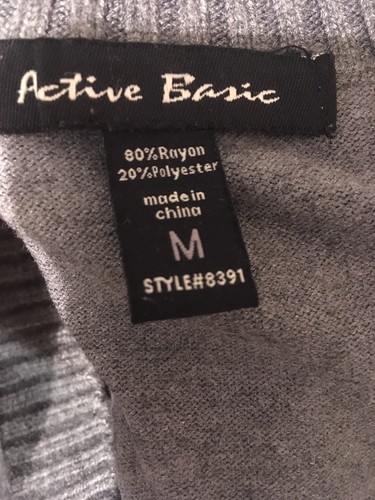 Active Basic
80%Rayon
20%Polyester
made in
china
M
STYLE#8391